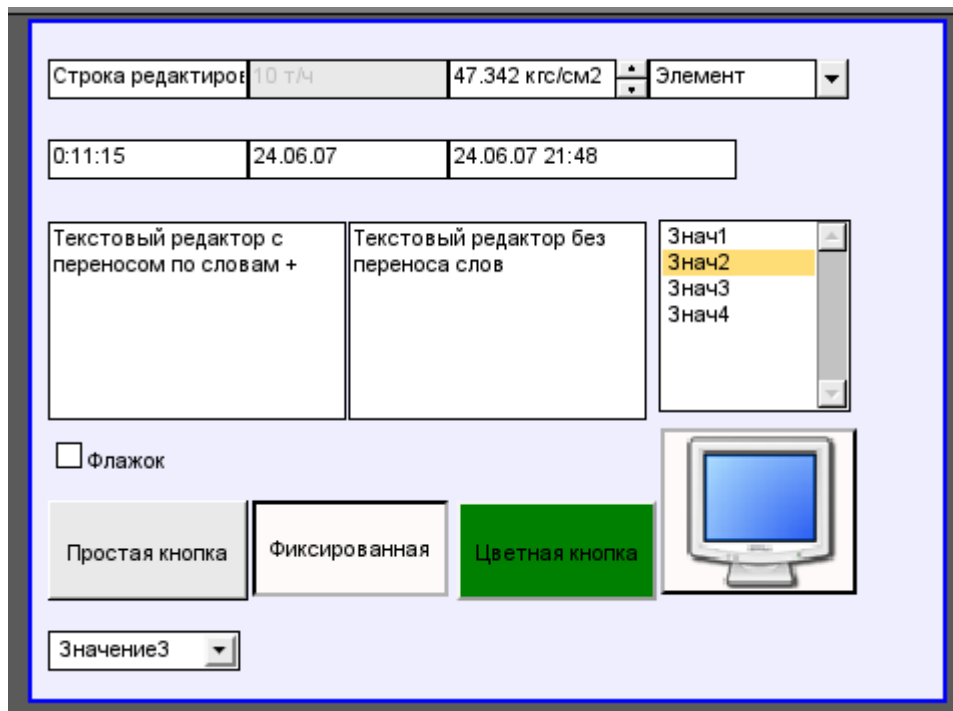 Строка редактиров 10 т/ч 47.342 кгс/см2 Элемент
0:11:15 24.06.07 24.06.07 21:48
Текстовый редактор с
переносом по словам +
Текстовый редактор без
переноса слов
Знач1
Знач2
Знач3
Знач4
Флажок
Простая кнопка Фиксированная Цветная кнопка
Значение3